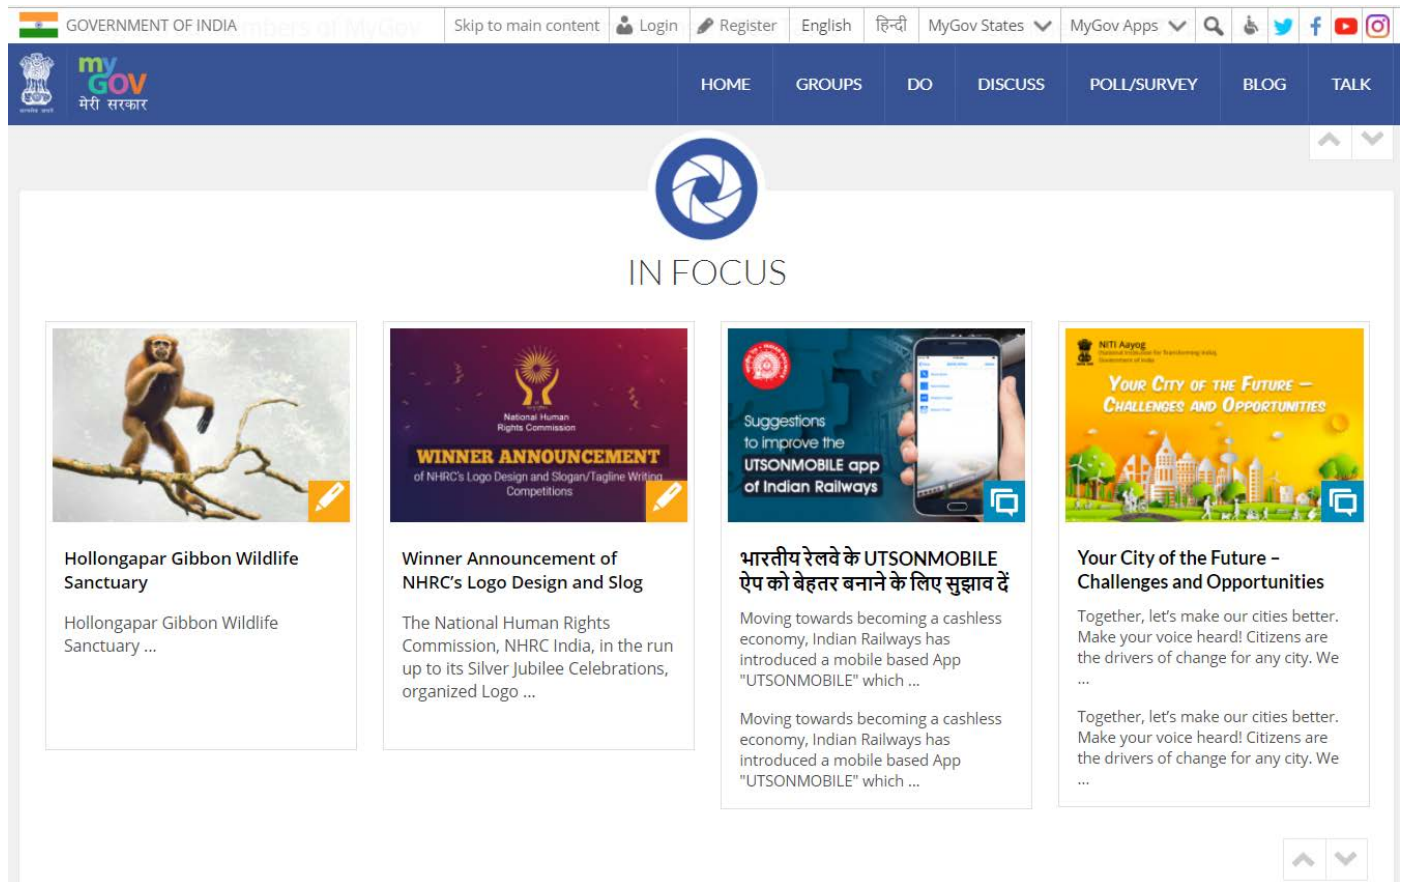 GOVERNMENT OF INDIA
Skip to main content
Login
Register
English
हिन्दी
MyGov States
MyGov Apps
my
GOV
मेरी सरकार
HOME
GROUPS
DO
DISCUSS
POLL/SURVEY
BLOG
TALK
IN FOCUS
Hollongapar Gibbon Wildlife
Sanctuary
Hollongapar Gibbon Wildlife
Sanctuary ...
National Human
Rights Commission
WINNER ANNOUNCEMENT
of NHRC's Logo Design and Slogan/Tagline Writing
Competitions
Winner Announcement of
NHRC's Logo Design and Slog
The National Human Rights
Commission, NHRC India, in the run
up to its Silver Jubilee Celebrations,
organized Logo ...
Suggestions
to improve the
UTSONMOBILE app
of Indian Railways
भारतीय रेलवे के UTSONMOBILE
ऐप को बेहतर बनाने के लिए सुझाव दें
Moving towards becoming a cashless
economy, Indian Railways has
introduced a mobile based App
"UTSONMOBILE" which ...
Moving towards becoming a cashless
economy, Indian Railways has
introduced a mobile based App
"UTSONMOBILE" which ...
NITI Aayog
National Institution for Transforming India,
Government of India
YOUR CITY OF THE FUTURE –
CHALLENGES AND OPPORTUNITIES
Your City of the Future –
Challenges and Opportunities
Together, let's make our cities better.
Make your voice heard! Citizens are
the drivers of change for any city. We
...
Together, let's make our cities better.
Make your voice heard! Citizens are
the drivers of change for any city. We
...